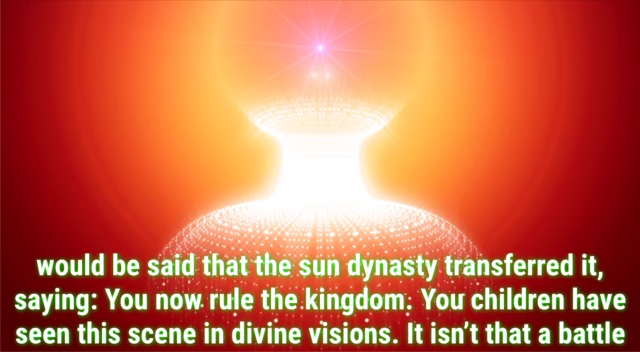 would be said that the sun dynasty transferred it,
saying: You now rule the kingdom. You children have
seen this scene in divine visions. It isn’t that a battle